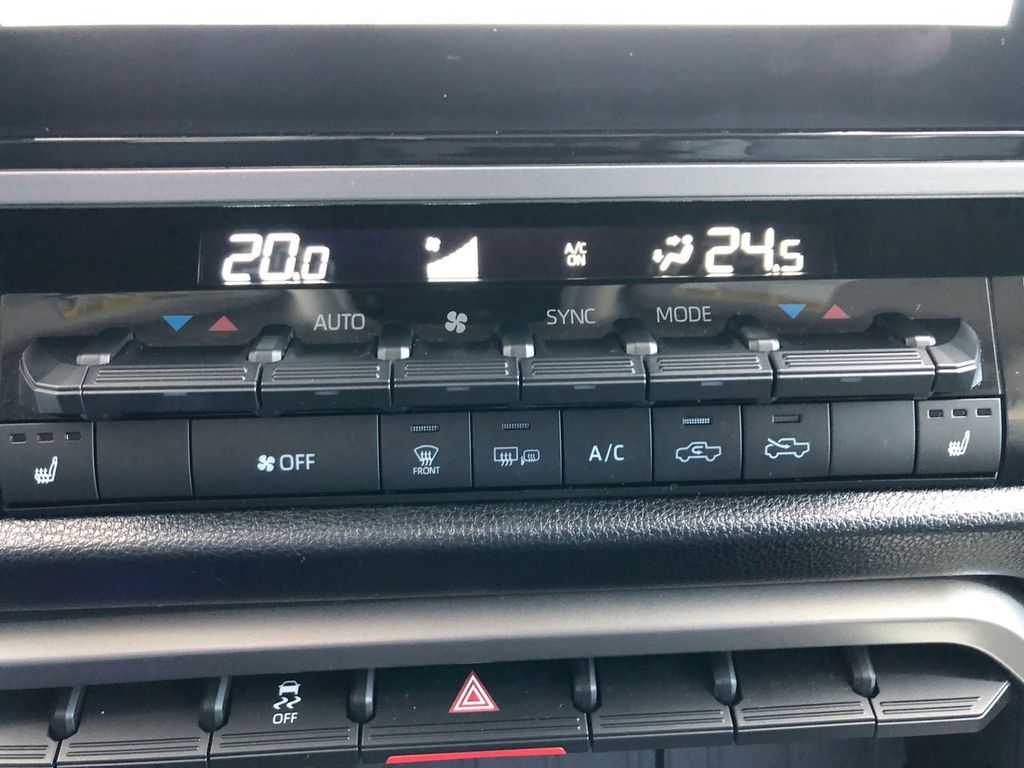 20.0 A/C ON 24.5
AUTO SYNC MODE
OFF FRONT A/C
OFF